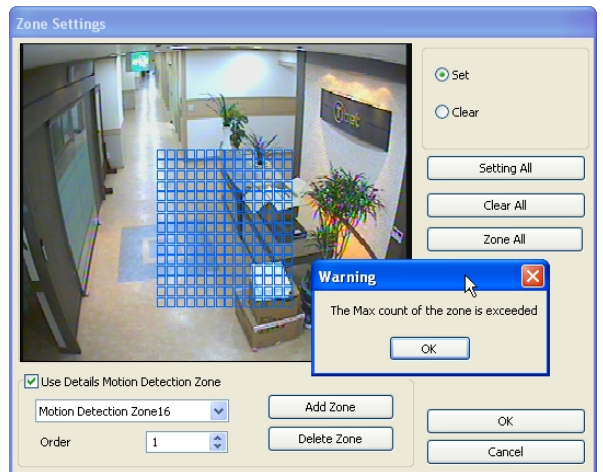 Zone Settings
Set
Clear
Setting All
Clear All
Zone All
Warning
The Max count of the zone is exceeded
OK
Use Details Motion Detection Zone
Motion Detection Zone16
Add Zone
Order
1
Delete Zone
OK
Cancel